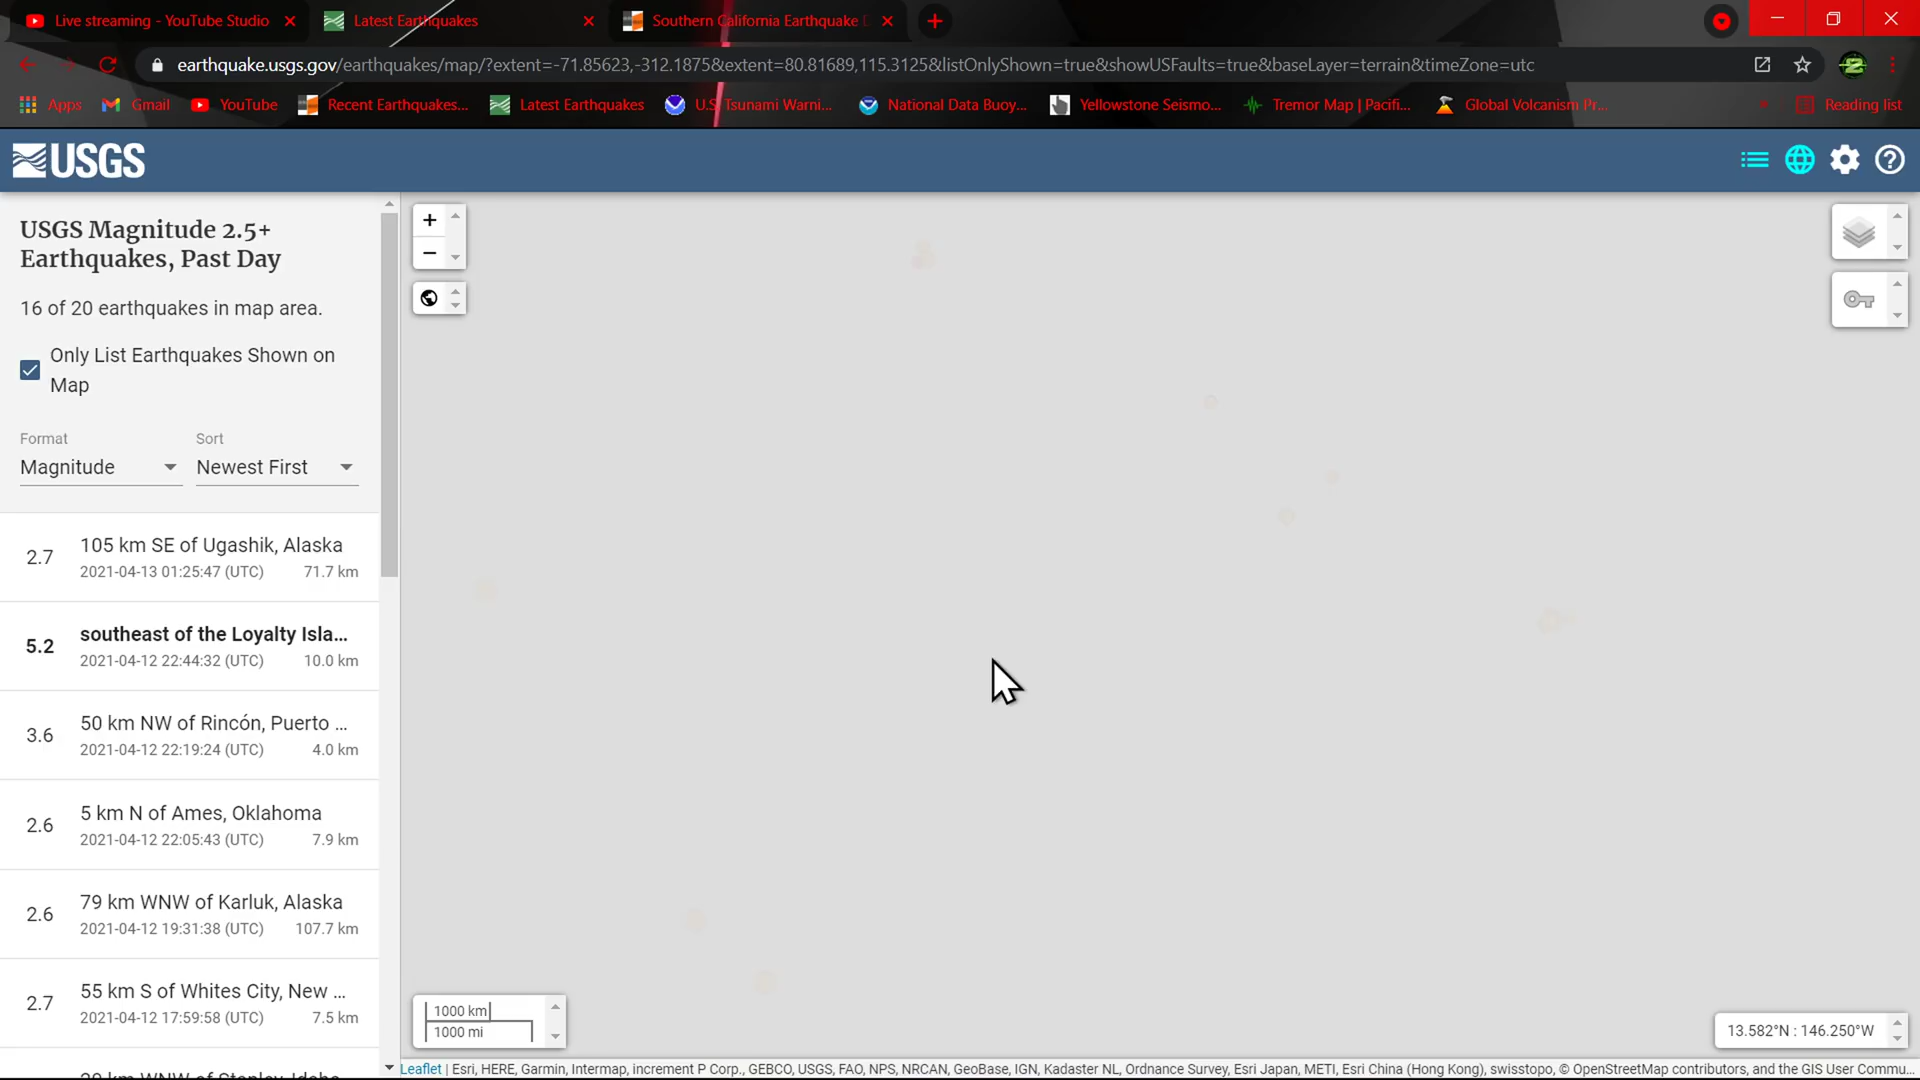 Live streaming - YouTube Studio
Latest Earthquakes
Southern California Earthquake D
earthquake.usgs.gov/earthquakes/map/?extent=-71.85623,-312.1875&extent=80.81689,115.3125&listOnlyShown=true&showUSFaults=true&baseLayer=terrain&timeZone=utc
Apps
Gmail
YouTube
Recent Earthquakes...
Latest Earthquakes
U.S. Tsunami Warni...
National Data Buoy...
Yellowstone Seismo...
Tremor Map | Pacifi...
Global Volcanism Pr...
Reading list
USGS
USGS Magnitude 2.5+
Earthquakes, Past Day
16 of 20 earthquakes in map area.
Only List Earthquakes Shown on
Map
Format
Sort
Magnitude
Newest First
2.7
105 km SE of Ugashik, Alaska
2021-04-13 01:25:47 (UTC)
71.7 km
5.2
southeast of the Loyalty Isla...
2021-04-12 22:44:32 (UTC)
10.0 km
3.6
50 km NW of Rincón, Puerto ...
2021-04-12 22:19:24 (UTC)
4.0 km
2.6
5 km N of Ames, Oklahoma
2021-04-12 22:05:43 (UTC)
7.9 km
2.6
79 km WNW of Karluk, Alaska
2021-04-12 19:31:38 (UTC)
107.7 km
2.7
55 km S of Whites City, New ...
2021-04-12 17:59:58 (UTC)
7.5 km
+
−
1000 km
1000 mi
13.582°N : 146.250°W
Leaflet | Esri, HERE, Garmin, Intermap, increment P Corp., GEBCO, USGS, FAO, NPS, NRCAN, GeoBase, IGN, Kadaster NL, Ordnance Survey, Esri Japan, METI, Esri China (Hong Kong), swisstopo, © OpenStreetMap contributors, and the GIS User Commu...